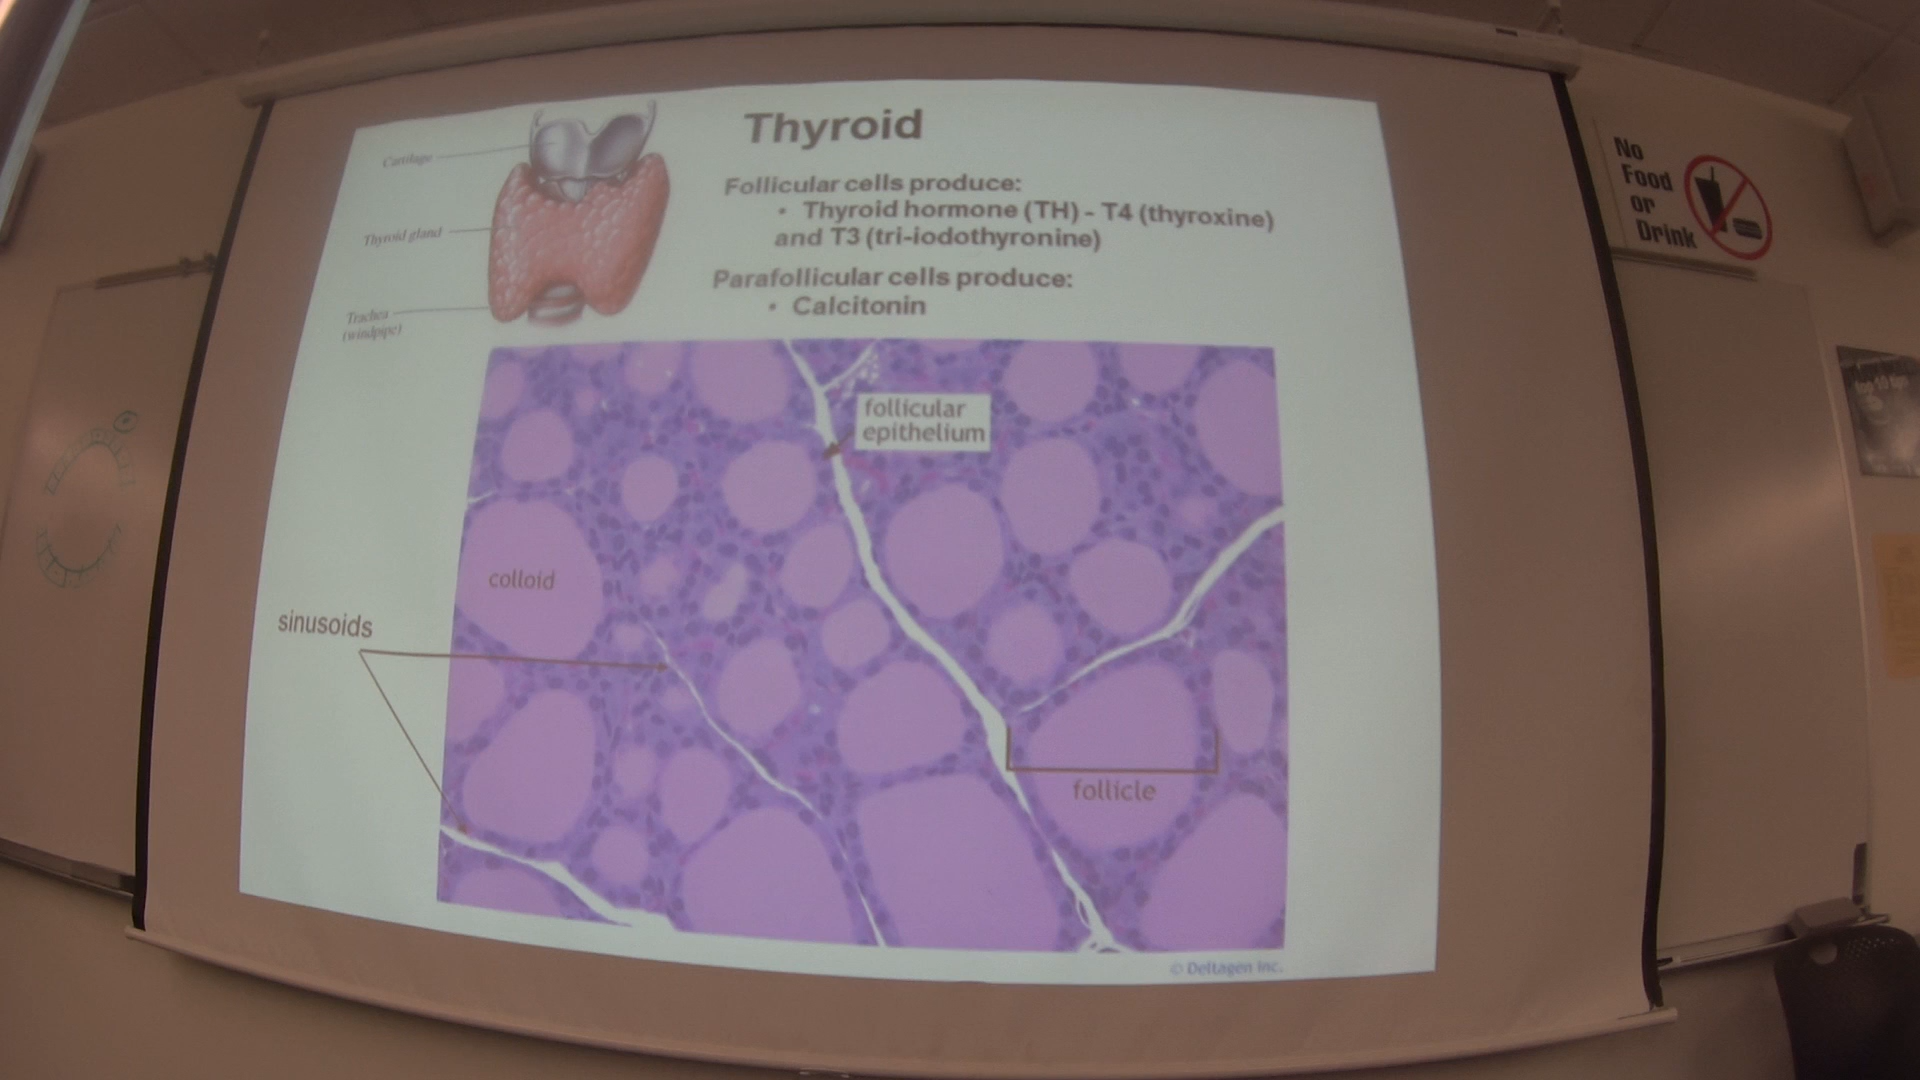 Thyroid
Cartilage
Thyroid gland
Trachea
(windpipe)
Follicular cells produce:
• Thyroid hormone (TH) - T4 (thyroxine)
and T3 (tri-iodothyronine)
Parafollicular cells produce:
• Calcitonin
follicular
epithelium
colloid
sinusoids
follicle
© Deltagen Inc.
No
Food
or
Drink